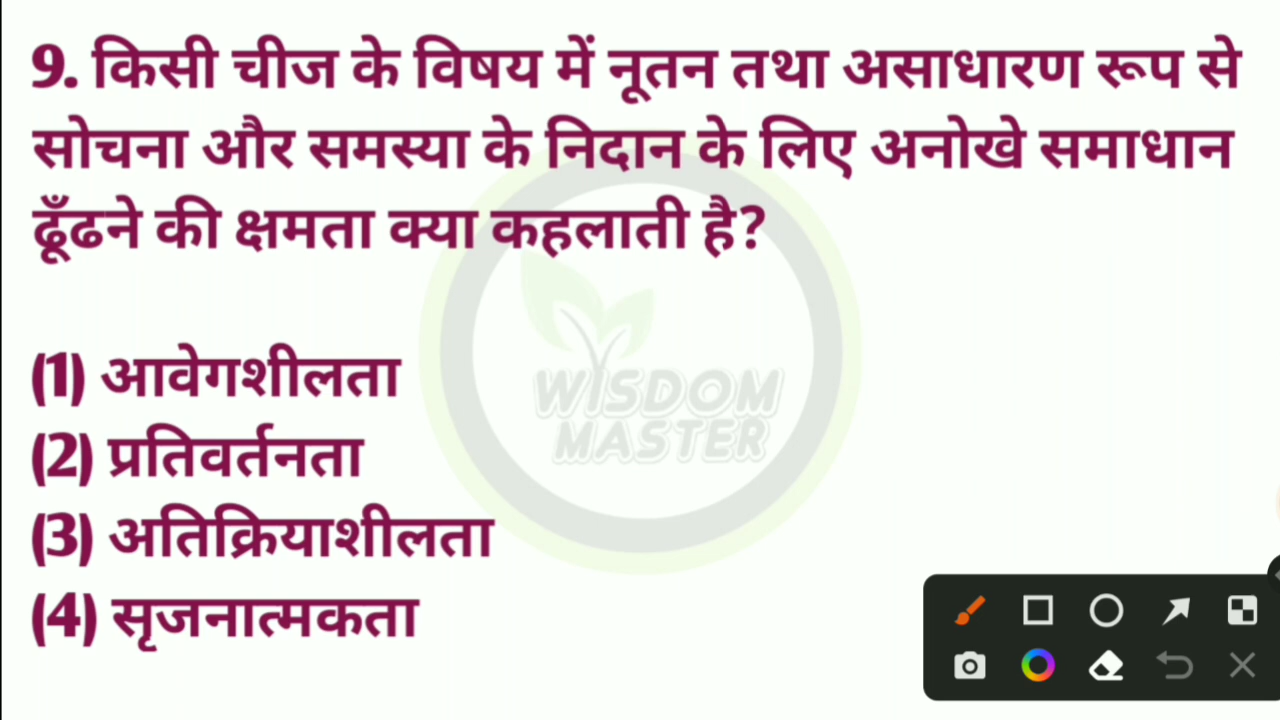 9. किसी चीज के विषय में नूतन तथा असाधारण रूप से
सोचना और समस्या के निदान के लिए अनोखे समाधान
ढूँढने की क्षमता क्या कहलाती है?
(1) आवेगशीलता
(2) प्रतिवर्तनता
(3) अतिक्रियाशीलता
(4) सृजनात्मकता
WISDOM
MASTER